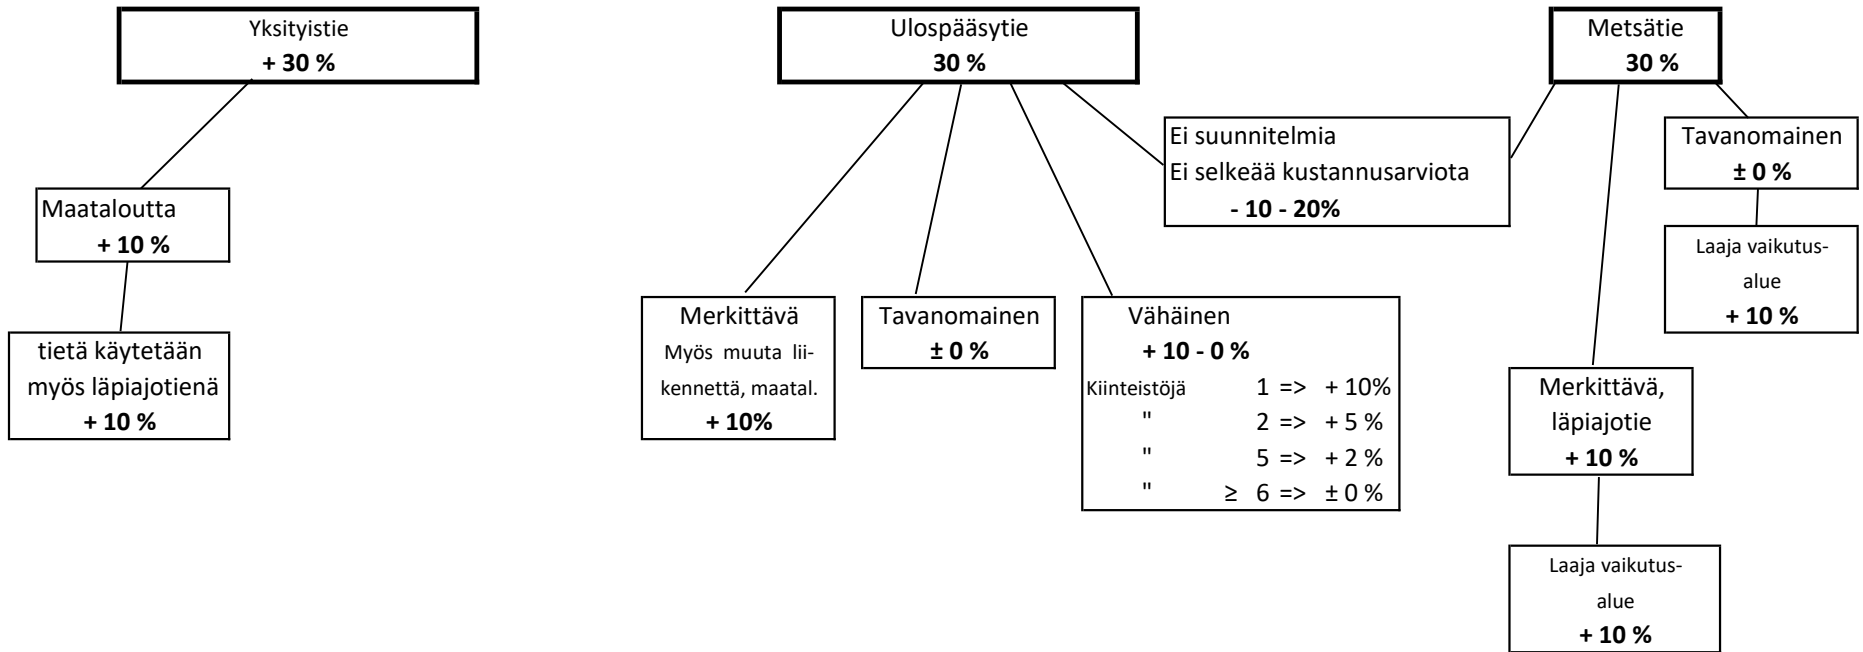 Yksityistie
+ 30 %
Ulospääsytie
30 %
Metsätie
30 %
Ei suunnitelmia
Ei selkeää kustannusarviota
- 10 - 20%
Tavanomainen
± 0 %
Maataloutta
+ 10 %
Laaja vaikutus-
alue
+ 10 %
tietä käytetään
myös läpiajotienä
+ 10 %
Merkittävä
Myös muuta lii-
kennettä, maatal.
+ 10%
Tavanomainen
± 0 %
Vähäinen
+ 10 - 0 %
Kiinteistöjä 1 => + 10%
" 2 => + 5 %
" 5 => + 2 %
" ≥ 6 => ± 0 %
Merkittävä,
läpiajotie
+ 10 %
Laaja vaikutus-
alue
+ 10 %